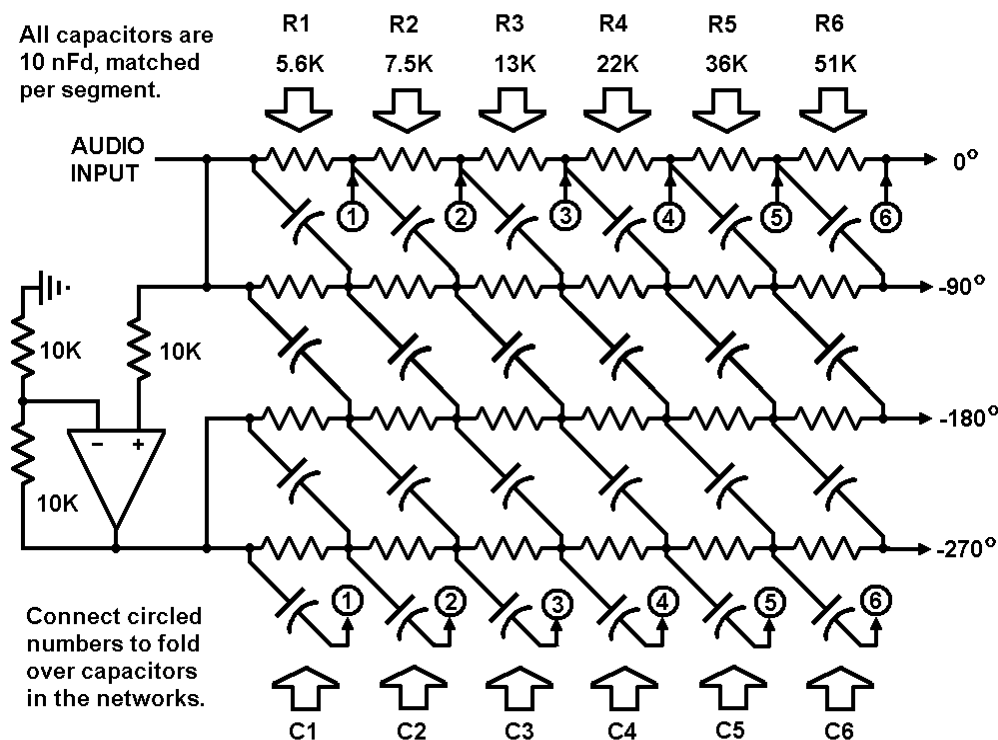 All capacitors are
10 nFd, matched
per segment.
R1 R2 R3 R4 R5 R6
5.6K 7.5K 13K 22K 36K 51K
AUDIO
INPUT
0°
1 2 3 4 5 6
-90°
10K 10K
-180°
− +
10K
-270°
1 2 3 4 5 6
Connect circled
numbers to fold
over capacitors
in the networks.
C1 C2 C3 C4 C5 C6